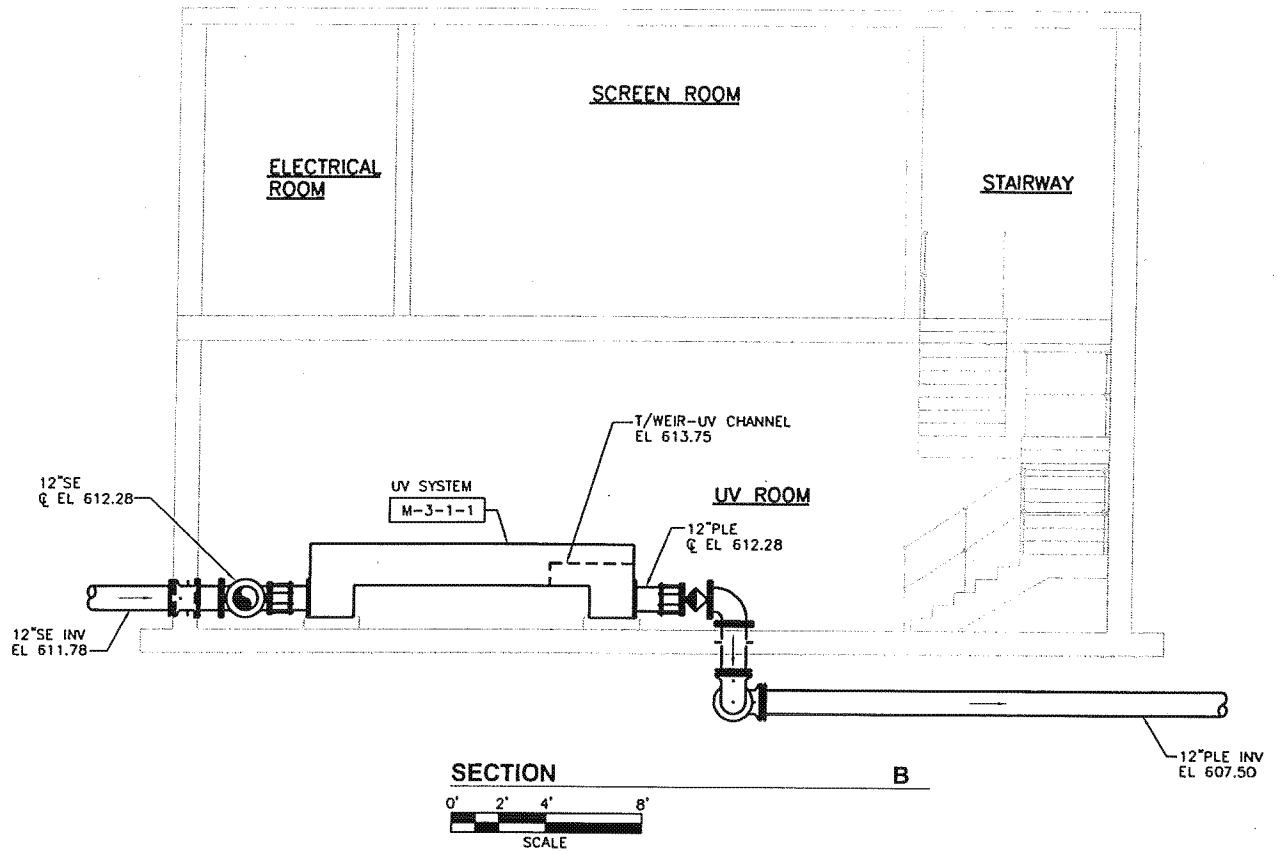 SCREEN ROOM
ELECTRICAL
ROOM
STAIRWAY
T/WEIR-UV CHANNEL
EL 613.75
12"SE
℄ EL 612.28
UV SYSTEM
M-3-1-1
UV ROOM
12"PLE
℄ EL 612.28
12"SE INV
EL 611.78
12"PLE INV
EL 607.50
SECTION B
0' 2' 4' 8'
SCALE